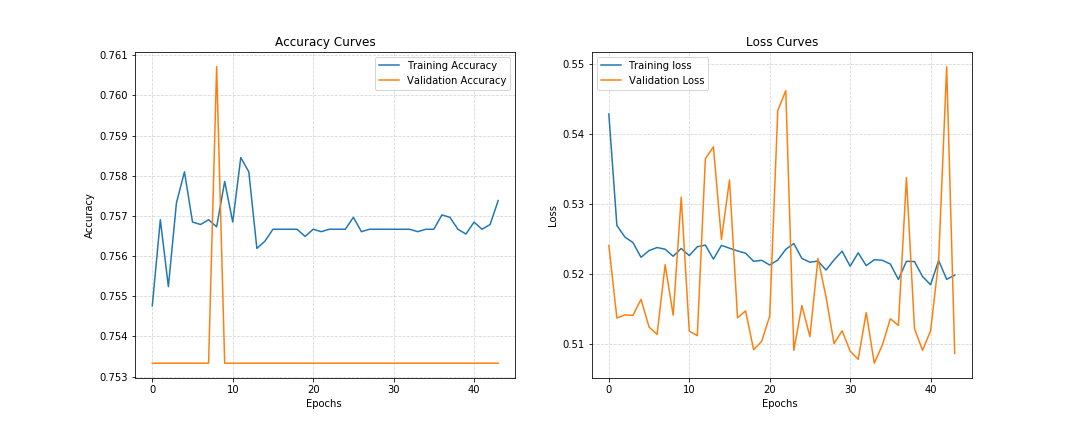 Accuracy Curves
0.761
0.760
0.759
0.758
0.757
0.756
0.755
0.754
0.753
Accuracy
0
10
20
30
40
Epochs
Training Accuracy
Validation Accuracy
Loss Curves
0.55
0.54
0.53
0.52
0.51
Loss
0
10
20
30
40
Epochs
Training loss
Validation Loss